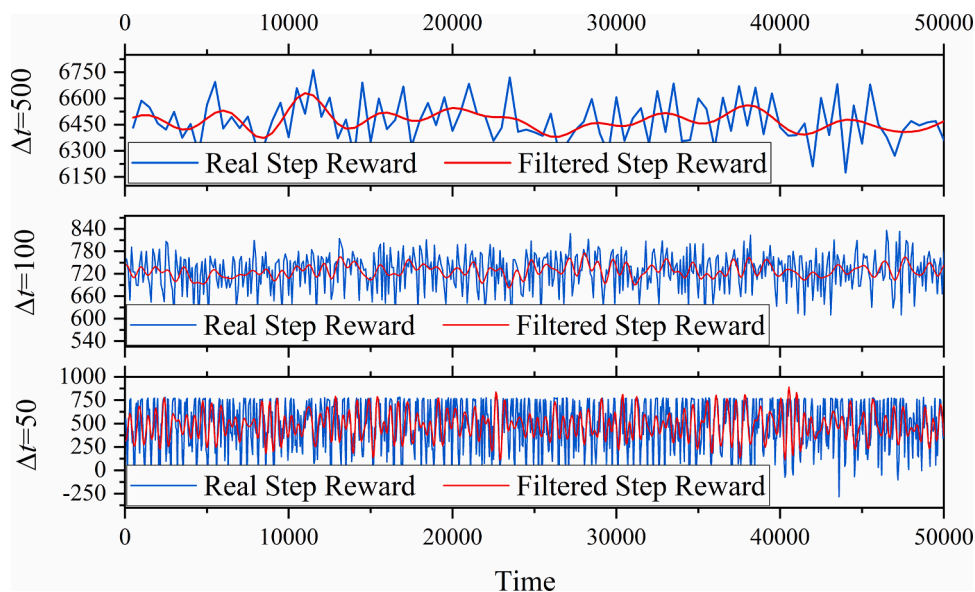 0 10000 20000 30000 40000 50000
Δt=500
6750
6600
6450
6300
6150
Real Step Reward Filtered Step Reward
Δt=100
840
780
720
660
600
540
Real Step Reward Filtered Step Reward
Δt=50
1000
750
500
250
0
-250
Real Step Reward Filtered Step Reward
0 10000 20000 30000 40000 50000
Time